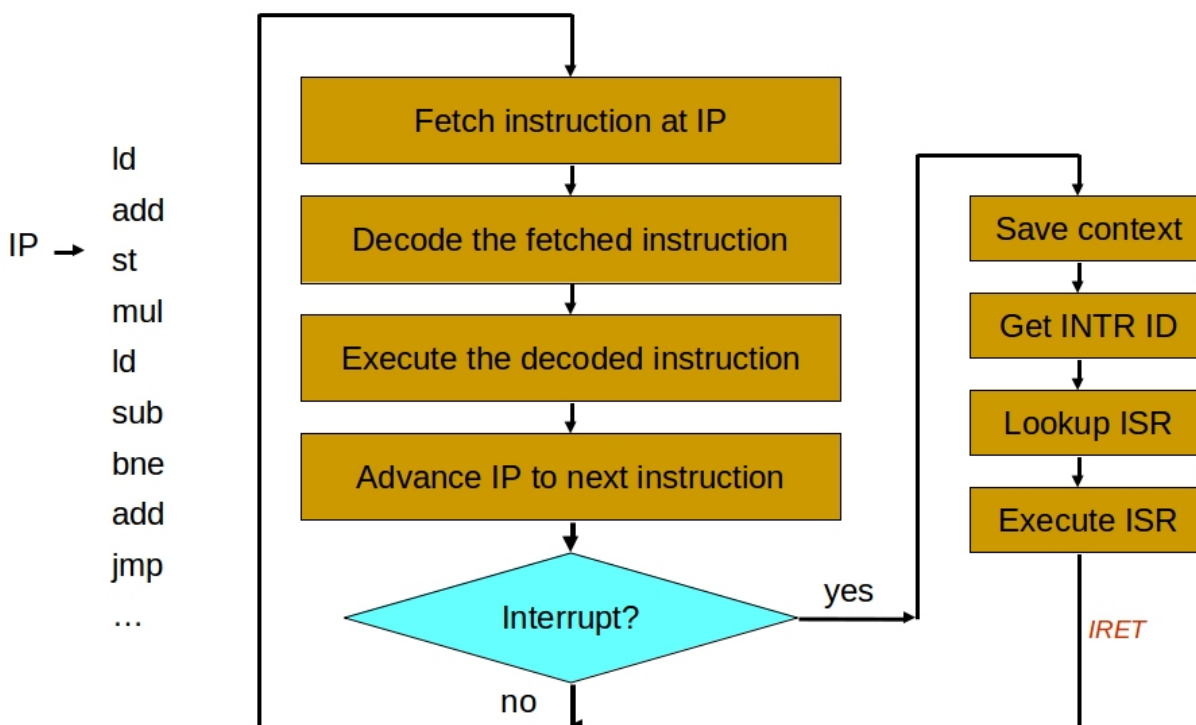 IP
ld
add
st
mul
ld
sub
bne
add
jmp
…
Fetch instruction at IP
Decode the fetched instruction
Execute the decoded instruction
Advance IP to next instruction
Interrupt?
yes
no
Save context
Get INTR ID
Lookup ISR
Execute ISR
IRET